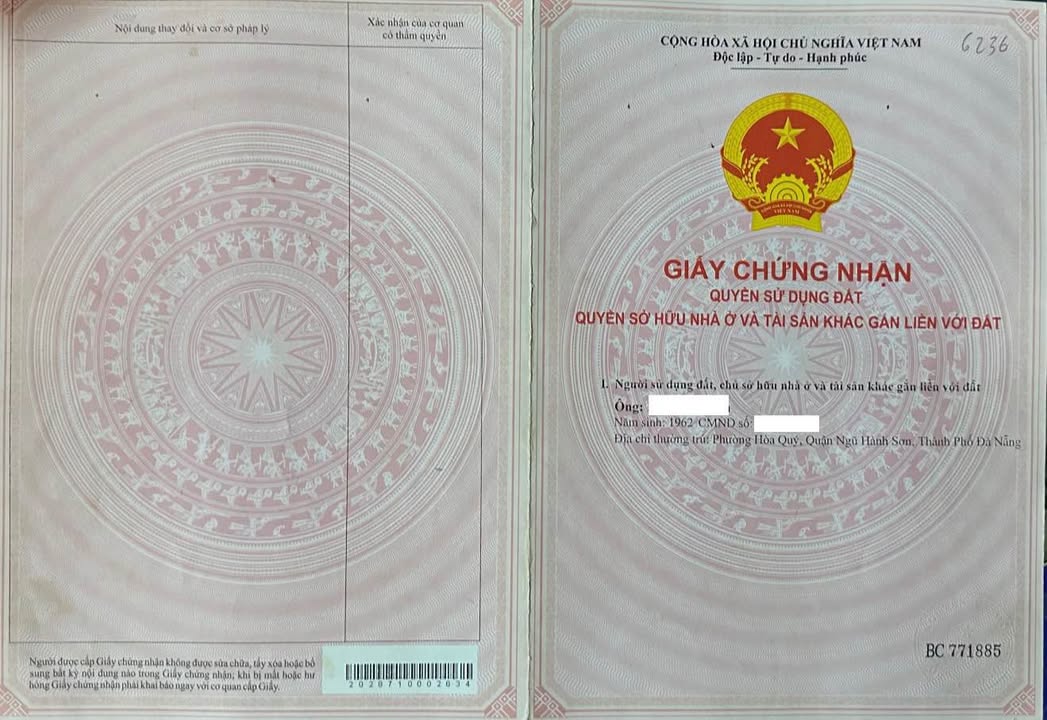 Nội dung thay đổi và cơ sở pháp lý
Xác nhận của cơ quan
có thẩm quyền
Người được cấp Giấy chứng nhận không được sửa chữa, tẩy xóa hoặc bổ
sung bất kỳ nội dung nào trong Giấy chứng nhận; khi bị mất hoặc hư
hỏng Giấy chứng nhận phải khai báo ngay với cơ quan cấp Giấy.
2028710002634
CỘNG HÒA XÃ HỘI CHỦ NGHĨA VIỆT NAM
6236
Độc lập - Tự do - Hạnh phúc
VIỆT NAM
GIẤY CHỨNG NHẬN
QUYỀN SỬ DỤNG ĐẤT
QUYỀN SỞ HỮU NHÀ Ở VÀ TÀI SẢN KHÁC GẮN LIỀN VỚI ĐẤT
I. Người sử dụng đất, chủ sở hữu nhà ở và tài sản khác gắn liền với đất
Ông:
Năm sinh: 1962 CMND số:
Địa chỉ thường trú: Phường Hòa Quý, Quận Ngũ Hành Sơn, Thành Phố Đà Nẵng
BC 771885